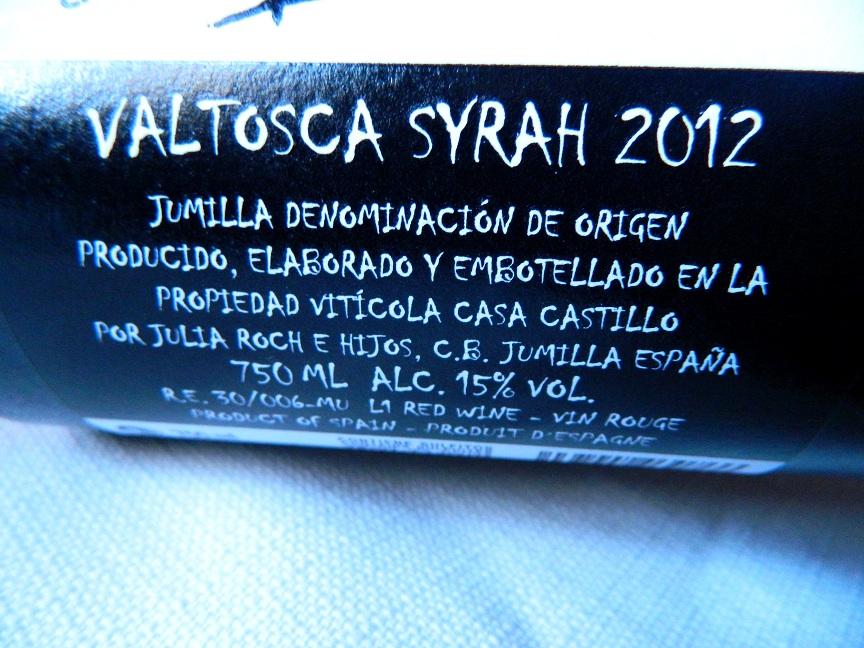 VALTOSCA SYRAH 2012
JUMILLA DENOMINACIÓN DE ORIGEN
PRODUCIDO, ELABORADO Y EMBOTELLADO EN LA
PROPIEDAD VITÍCOLA CASA CASTILLO
POR JULIA ROCH E HIJOS, C.B. JUMILLA ESPAÑA
750 ML ALC. 15% VOL.
R.E. 30/006-MU L1 RED WINE - VIN ROUGE
PRODUCT OF SPAIN - PRODUIT D'ESPAGNE